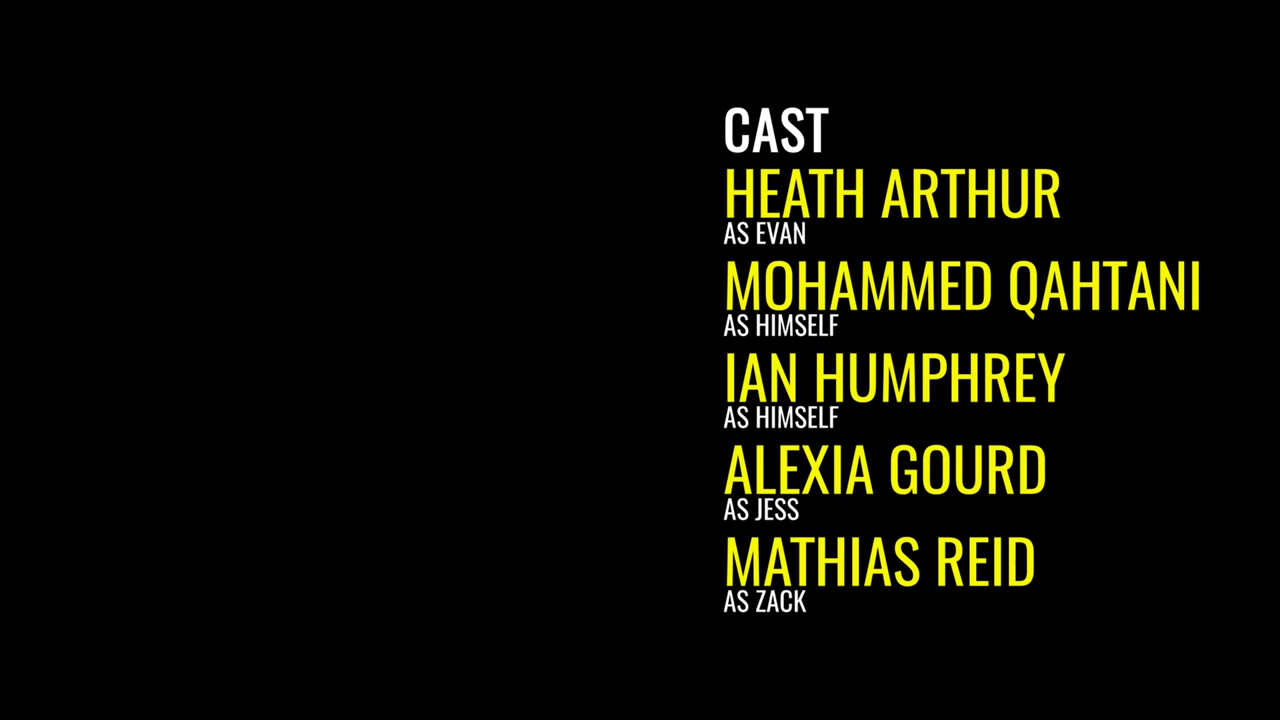 CAST
HEATH ARTHUR
AS EVAN
MOHAMMED QAHTANI
AS HIMSELF
IAN HUMPHREY
AS HIMSELF
ALEXIA GOURD
AS JESS
MATHIAS REID
AS ZACK